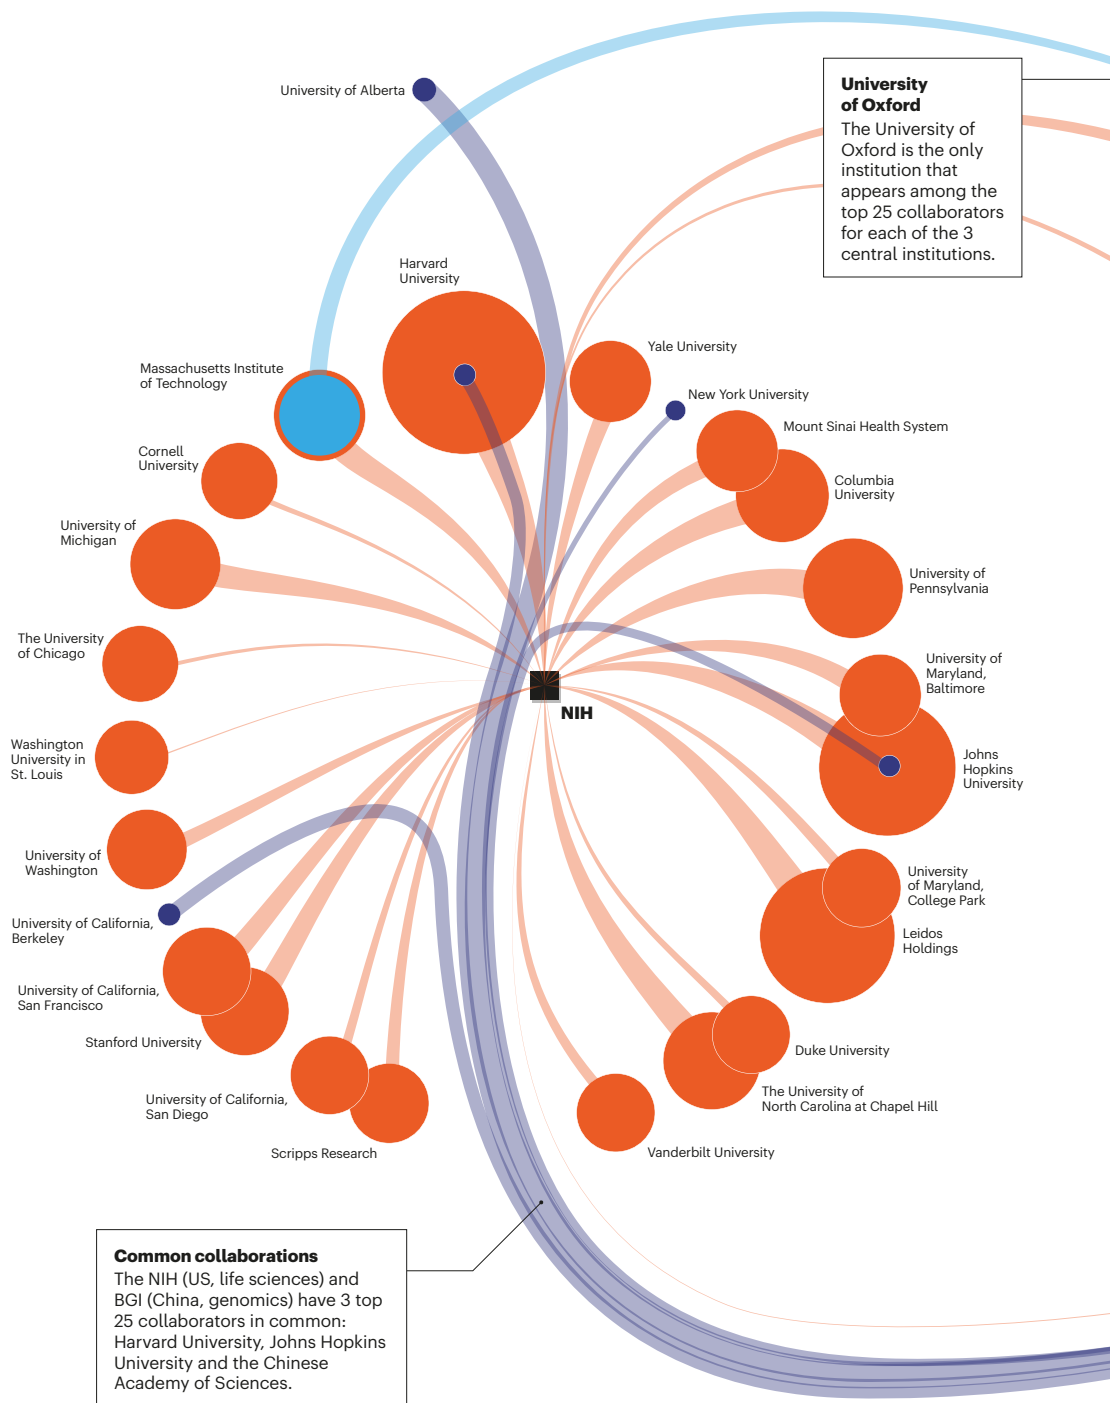 University of Alberta
University
of Oxford
The University of
Oxford is the only
institution that
appears among the
top 25 collaborators
for each of the 3
central institutions.
Harvard
University
Massachusetts Institute
of Technology
Yale University
New York University
Mount Sinai Health System
Cornell
University
Columbia
University
University of
Michigan
University of
Pennsylvania
The University
of Chicago
University of
Maryland,
Baltimore
NIH
Washington
University in
St. Louis
Johns
Hopkins
University
University of
Washington
University
of Maryland,
College Park
University of California,
Berkeley
Leidos
Holdings
University of California,
San Francisco
Stanford University
Duke University
University of California,
San Diego
The University of
North Carolina at Chapel Hill
Scripps Research
Vanderbilt University
Common collaborations
The NIH (US, life sciences) and
BGI (China, genomics) have 3 top
25 collaborators in common:
Harvard University, Johns Hopkins
University and the Chinese
Academy of Sciences.